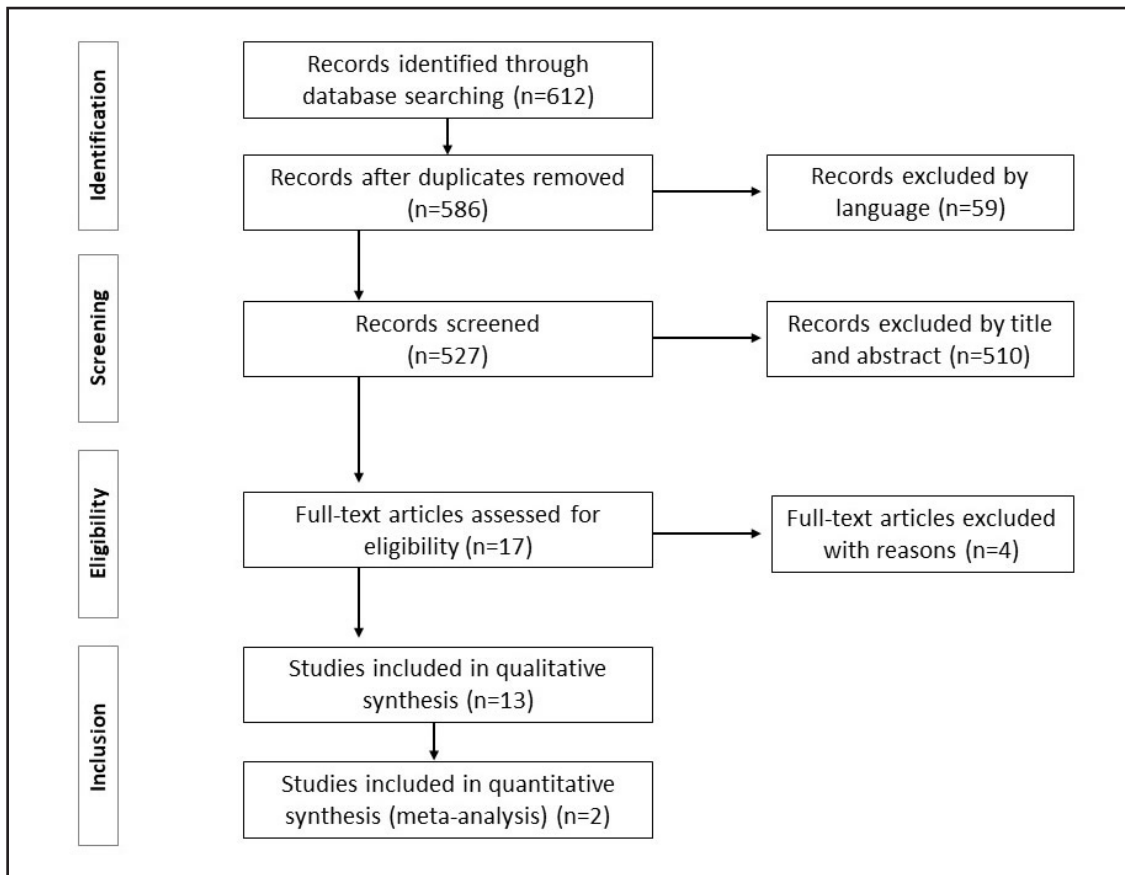 Identification
Records identified through
database searching (n=612)
Records after duplicates removed
(n=586)
Records excluded by
language (n=59)
Screening
Records screened
(n=527)
Records excluded by title
and abstract (n=510)
Eligibility
Full-text articles assessed for
eligibility (n=17)
Full-text articles excluded
with reasons (n=4)
Inclusion
Studies included in qualitative
synthesis (n=13)
Studies included in quantitative
synthesis (meta-analysis) (n=2)